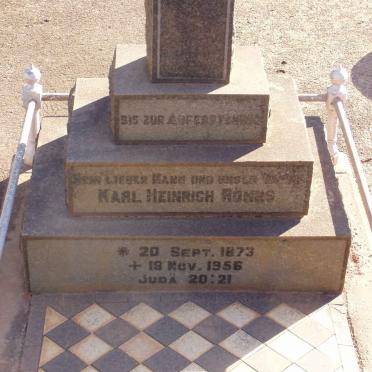 BIS ZUR AUFERSTEHUNG
MEIN LIEBER MANN UND UNSER VATER
KARL HEINRICH RÖHRS
* 20 SEPT. 1873
+ 18 NOV. 1956
JUDA 20:21